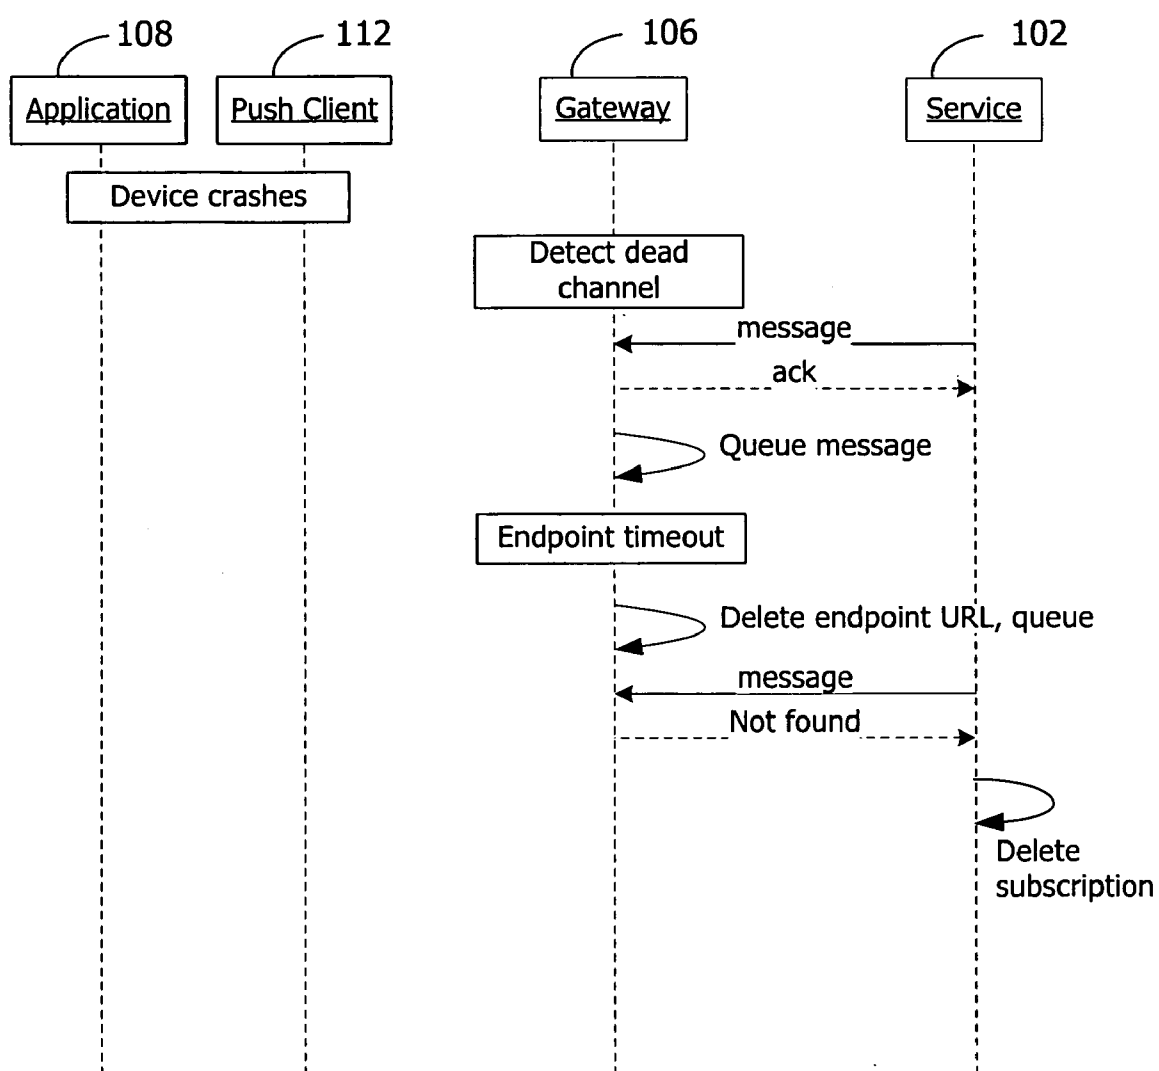 108
112
106
102
Application
Push Client
Gateway
Service
Device crashes
Detect dead
channel
message
ack
Queue message
Endpoint timeout
Delete endpoint URL, queue
message
Not found
Delete
subscription